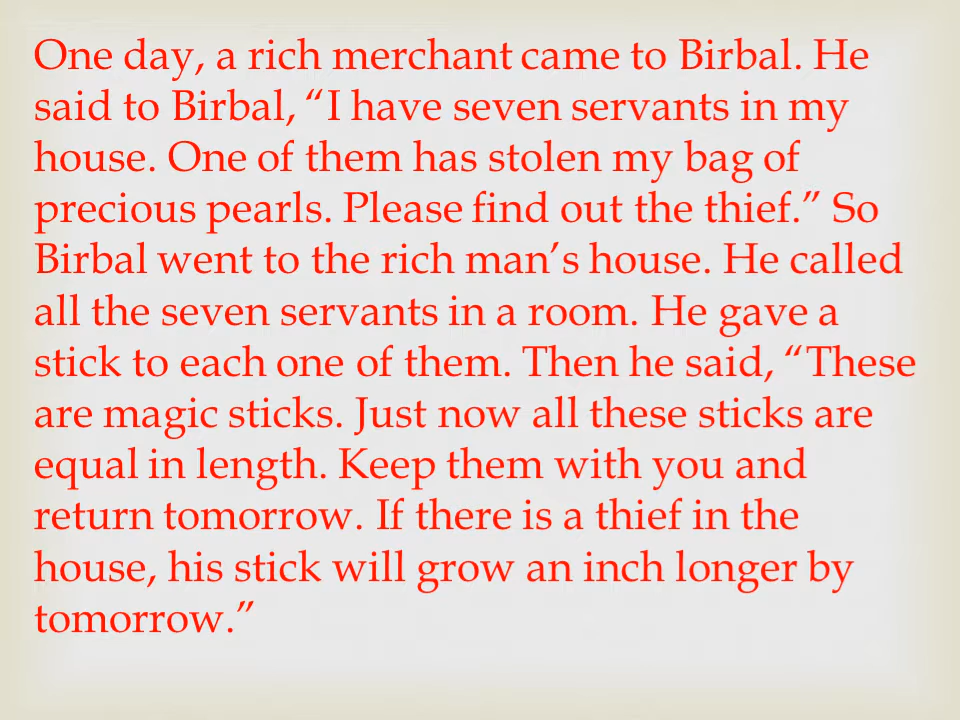 One day, a rich merchant came to Birbal. He
said to Birbal, “I have seven servants in my
house. One of them has stolen my bag of
precious pearls. Please find out the thief.” So
Birbal went to the rich man’s house. He called
all the seven servants in a room. He gave a
stick to each one of them. Then he said, “These
are magic sticks. Just now all these sticks are
equal in length. Keep them with you and
return tomorrow. If there is a thief in the
house, his stick will grow an inch longer by
tomorrow.”